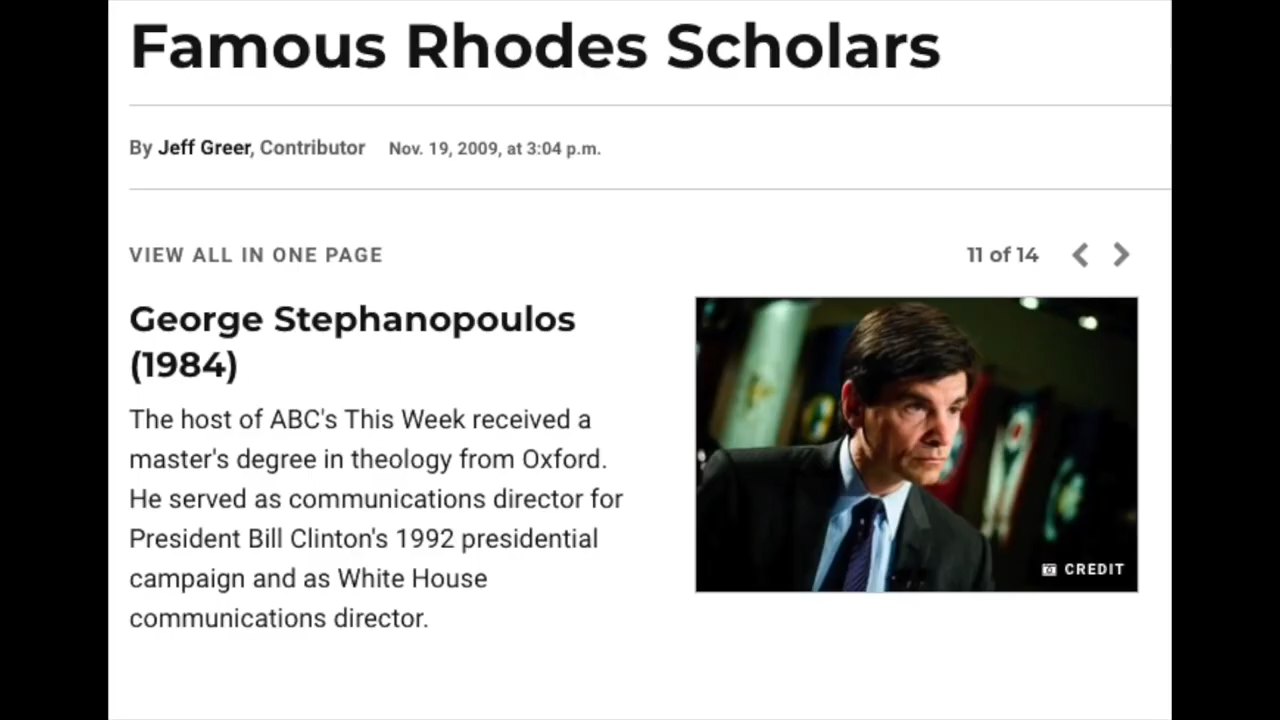 Famous Rhodes Scholars
By Jeff Greer, Contributor Nov. 19, 2009, at 3:04 p.m.
VIEW ALL IN ONE PAGE
11 of 14
George Stephanopoulos
(1984)
The host of ABC's This Week received a
master's degree in theology from Oxford.
He served as communications director for
President Bill Clinton's 1992 presidential
campaign and as White House
communications director.
CREDIT